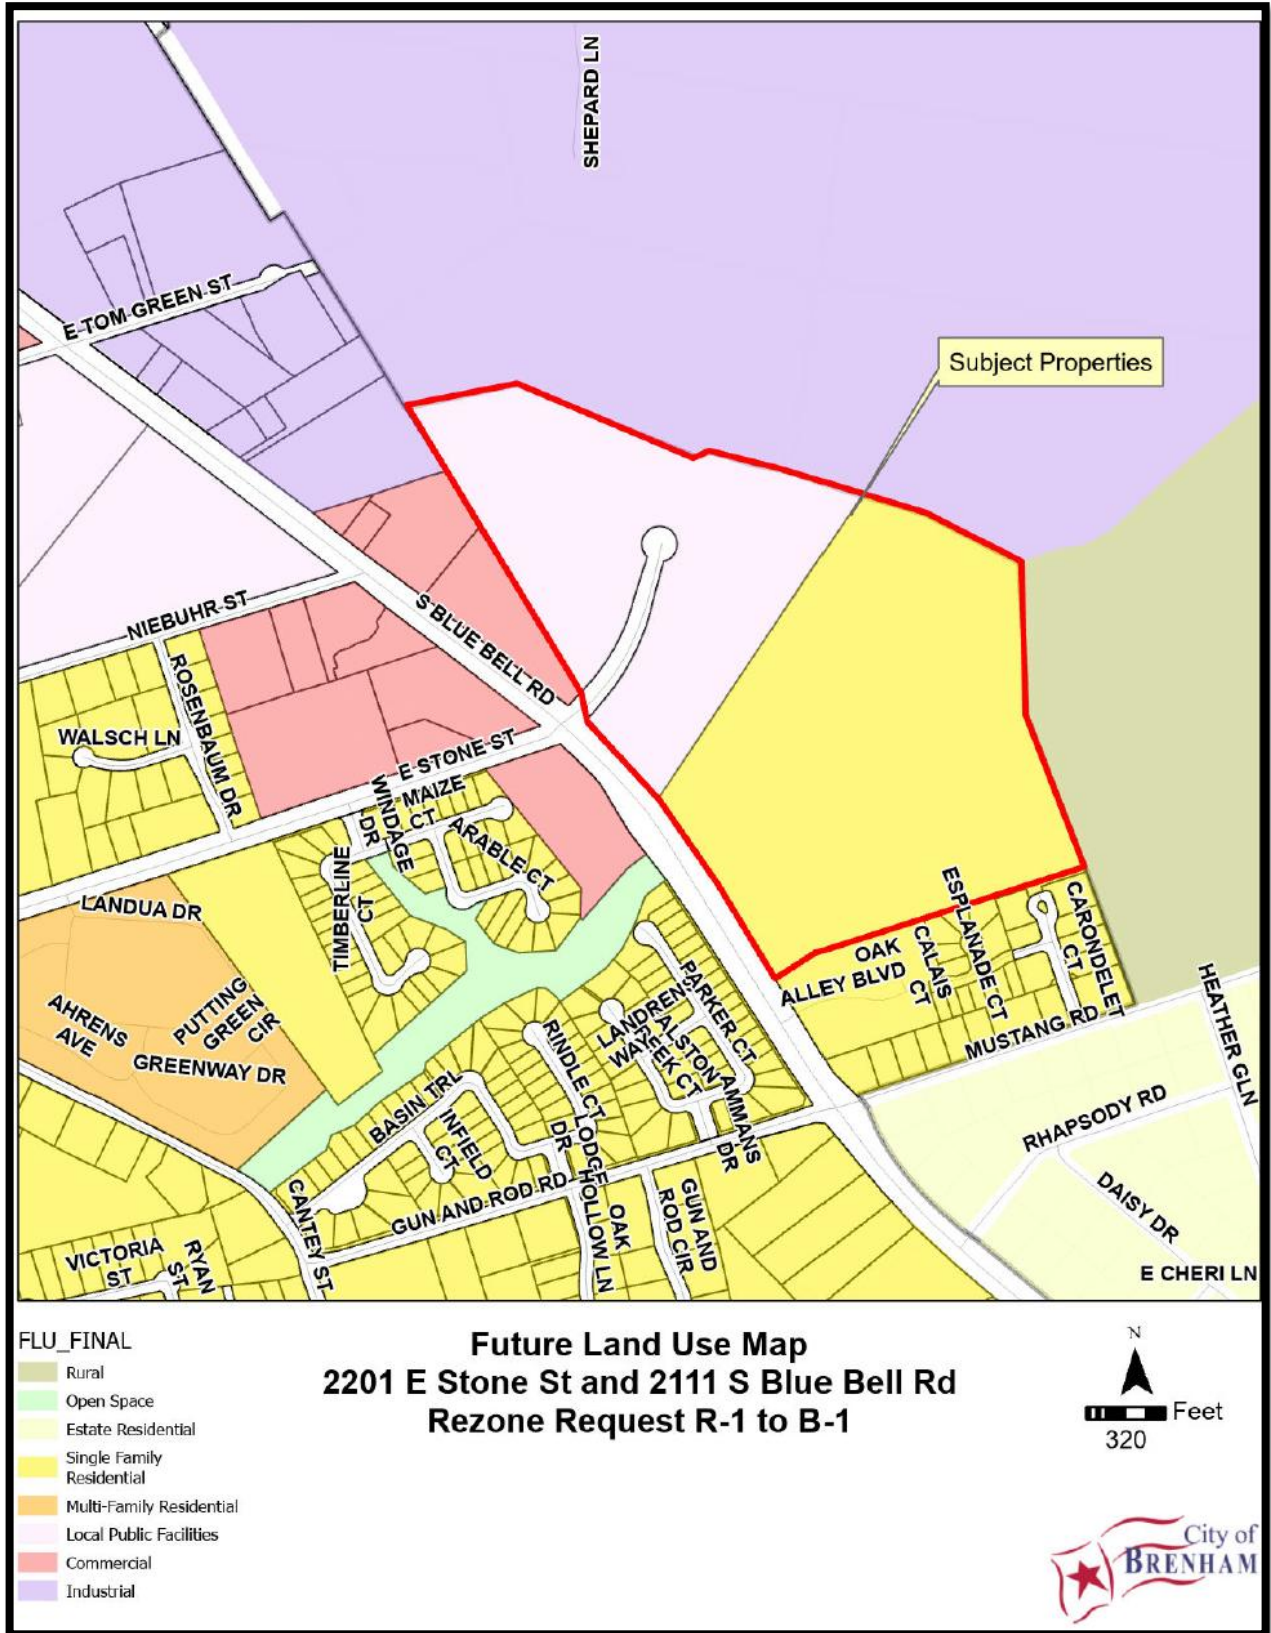 SHEPARD LN
E TOM GREEN ST
Subject Properties
NIEBUHR ST
S BLUE BELL RD
ROSENBAUM DR
WALSCH LN
E STONE ST
MAIZE
CT
WINDAGE
DR
ARABLE CT
TIMBERLINE
CT
LANDUA DR
ESPLANADE CT
CARONDELET
CT
OAK
ALLEY BLVD
CALAIS
CT
HEATHER GLN
MUSTANG RD
AHRENS
AVE
PUTTING
GREEN
CIR
GREENWAY DR
PARKER CT
LANDRENS
WAY
ALSTON
AMMANS
DR
RINDLE CT
LODGE
DR
BASIN TRL
INFIELD
CT
RHAPSODY RD
DAISY DR
E CHERI LN
CANTEY ST
GUN AND ROD RD
HOLLOW LN
OAK
GUN AND
ROD CIR
VICTORIA
ST
RYAN
ST
FLU_FINAL
Rural
Open Space
Estate Residential
Single Family
Residential
Multi-Family Residential
Local Public Facilities
Commercial
Industrial
Future Land Use Map
2201 E Stone St and 2111 S Blue Bell Rd
Rezone Request R-1 to B-1
N
Feet
320
City of
BRENHAM